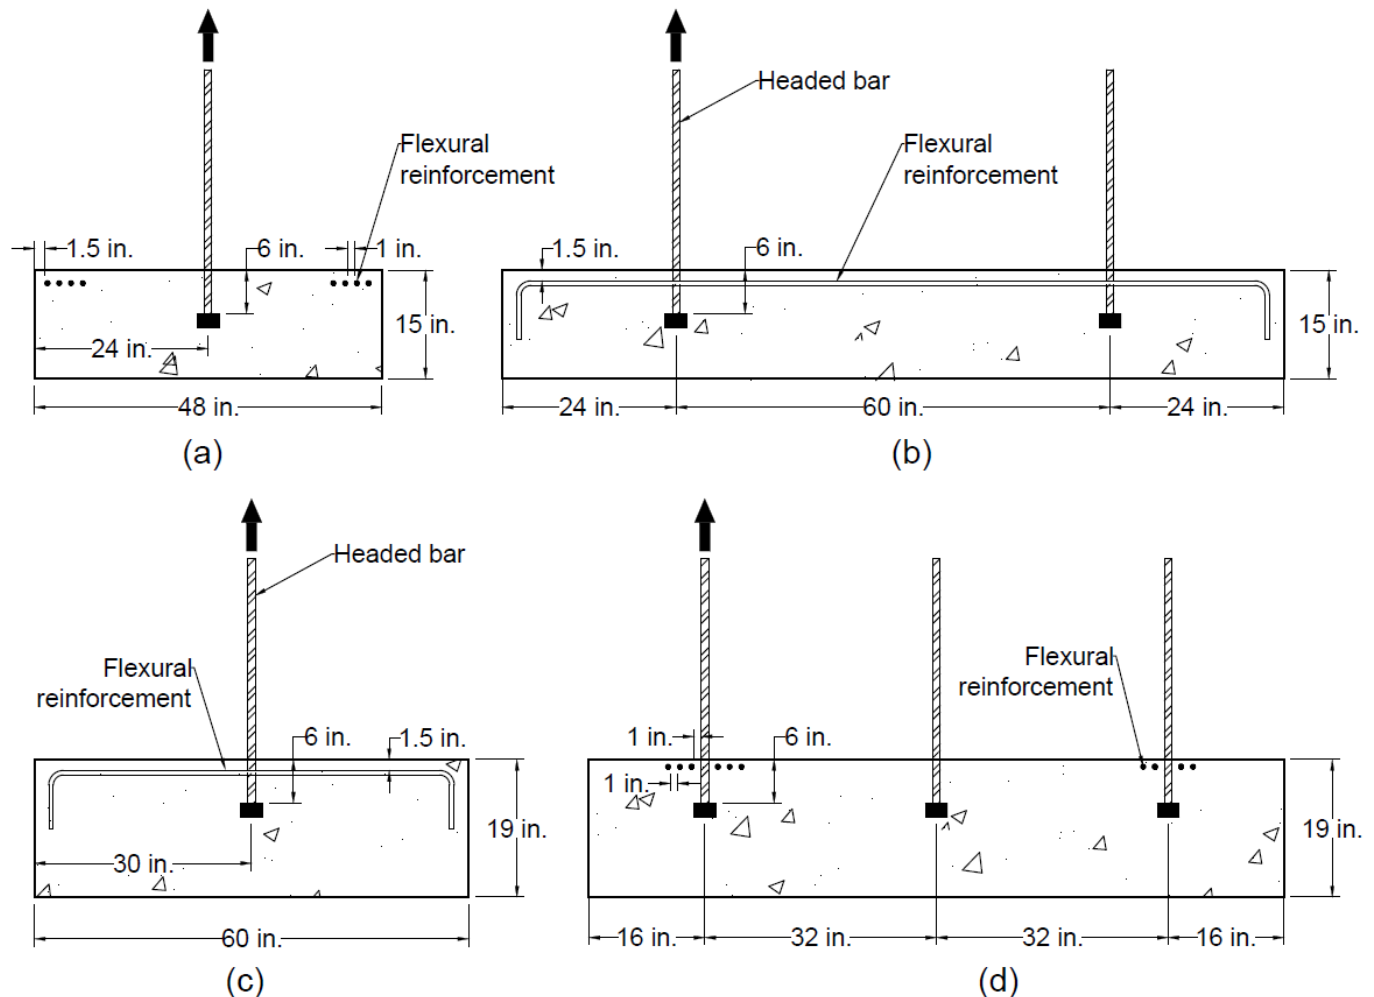 Headed bar
Flexural
reinforcement
Flexural
reinforcement
1.5 in.
6 in.
1 in.
1.5 in.
6 in.
15 in.
15 in.
24 in.
48 in.
24 in.
60 in.
24 in.
(a)
(b)
Headed bar
Flexural
reinforcement
Flexural
reinforcement
6 in.
1.5 in.
1 in.
6 in.
1 in.
19 in.
19 in.
30 in.
60 in.
16 in.
32 in.
32 in.
16 in.
(c)
(d)